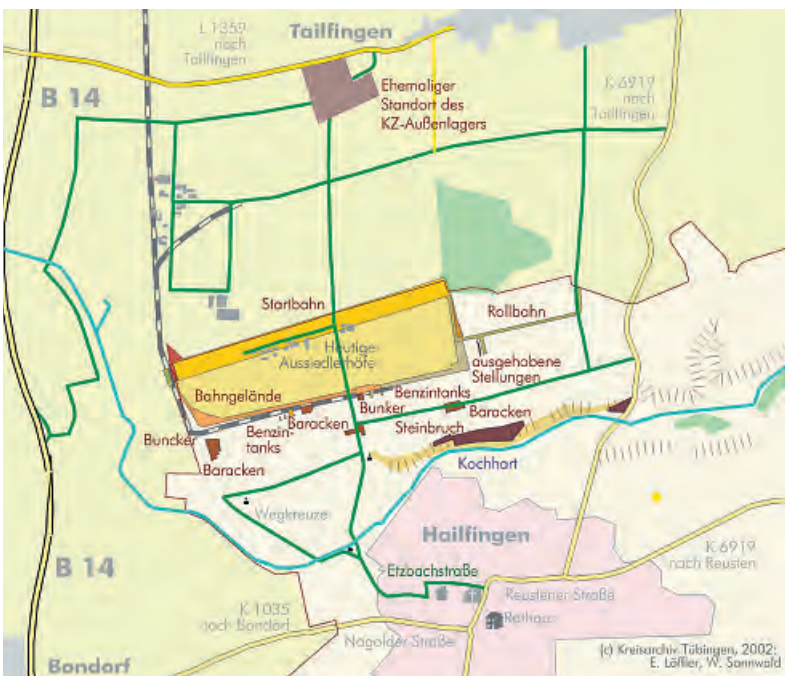 L 1359
nach
Tailfingen
Tailfingen
B 14
Ehemaliger
Standort des
KZ-Außenlagers
K 6919
nach
Tailfingen
Startbahn
Rollbahn
Heutige
Aussiedlerhöfe
ausgehobene
Stellungen
Bahngelände
Benzintanks
Bunker
Baracken
Baracken
Steinbruch
Buncker
Benzin-
tanks
Baracken
Kochhart
Wegkreuze
Hailfingen
B 14
Etzbachstraße
K 6919
nach Reusten
Reustener Straße
K 1035
nach Bondorf
Rathaus
Nagolder Straße
Bondorf
(c) Kreisarchiv Tübingen, 2002:
E. Löffler, W. Sannwald